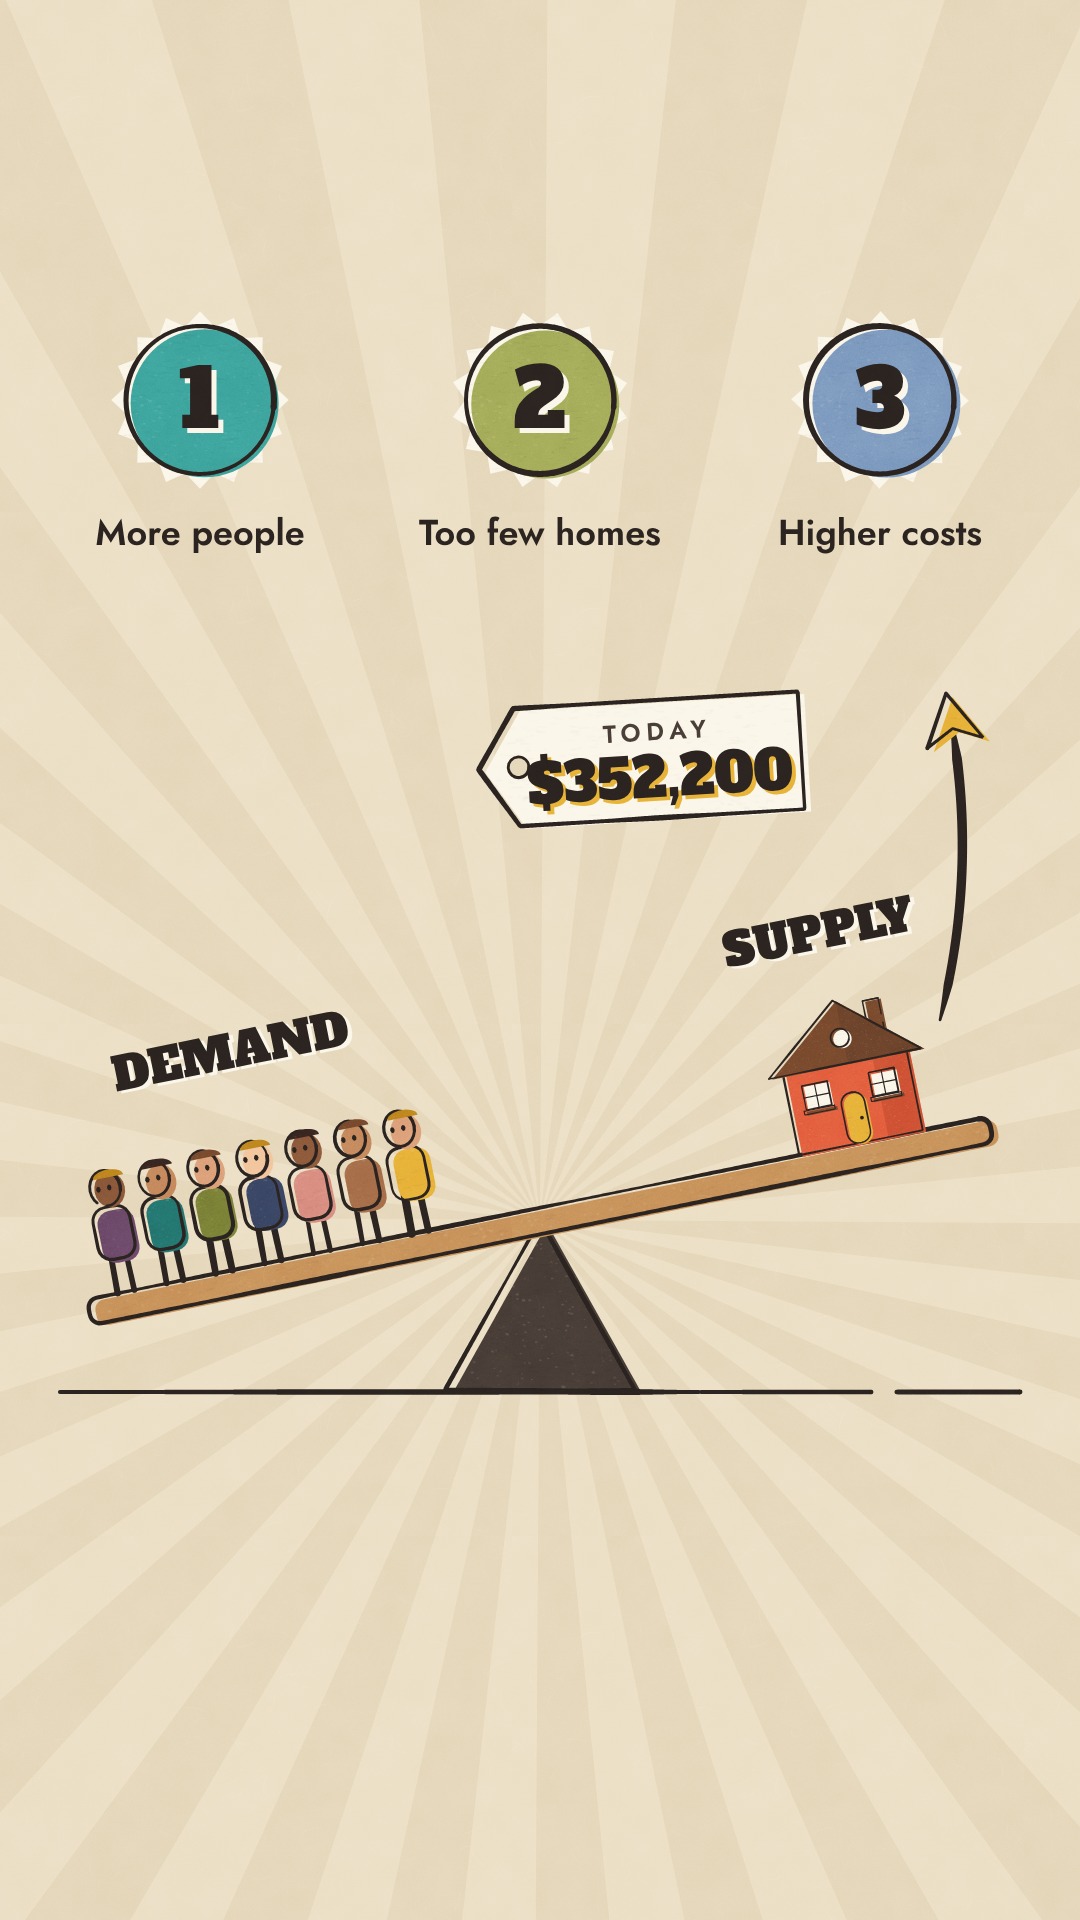 1
2
3
More people
Too few homes
Higher costs
TODAY
$352,200
SUPPLY
DEMAND